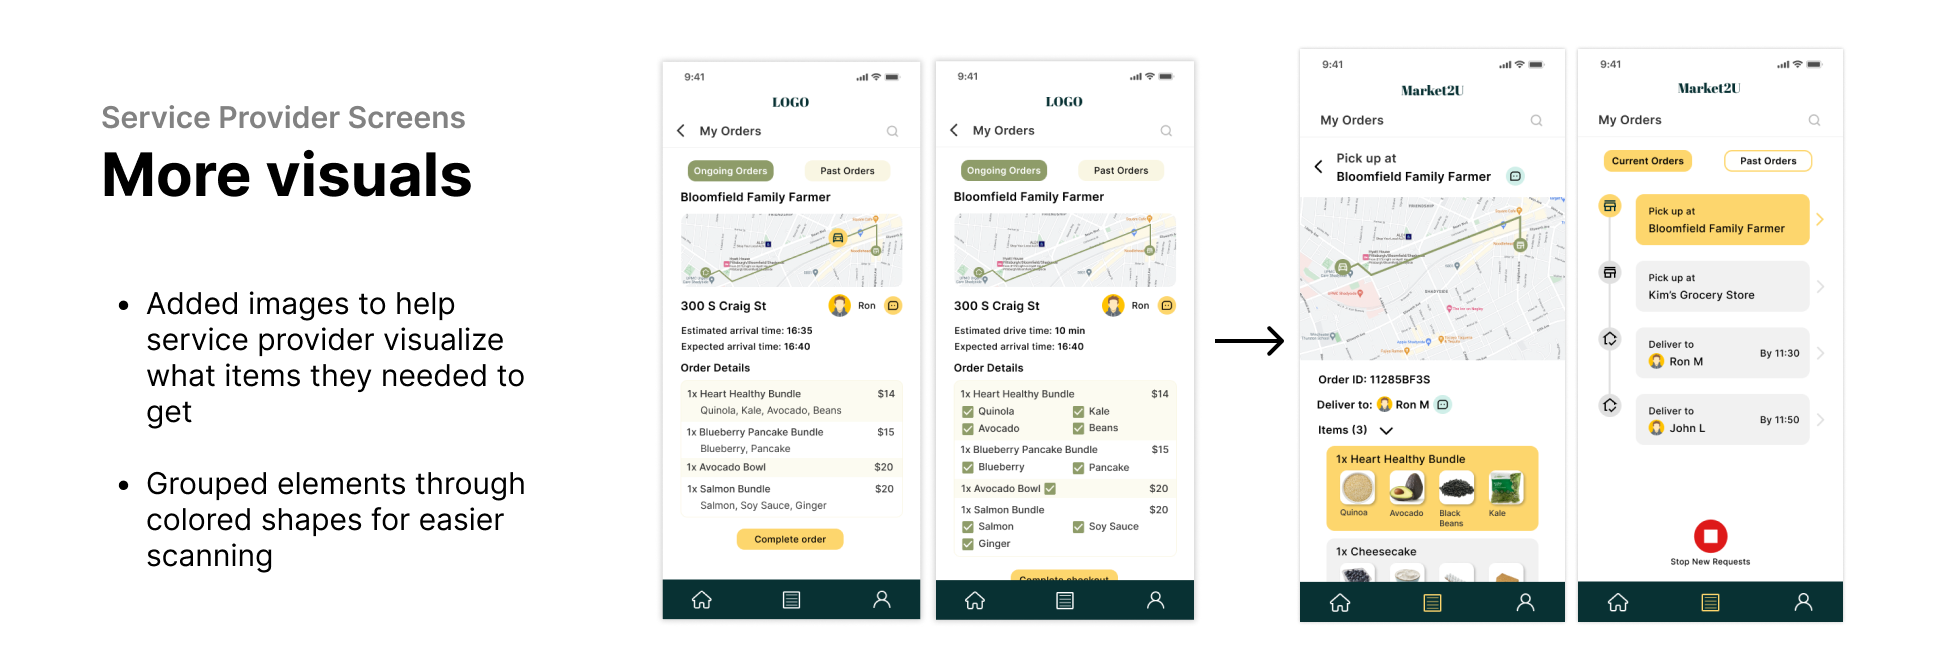 Service Provider Screens
More visuals
• Added images to help
service provider visualize
what items they needed to
get
• Grouped elements through
colored shapes for easier
scanning
9:41
LOGO
My Orders
Ongoing Orders
Past Orders
Bloomfield Family Farmer
300 S Craig St
Ron
Estimated arrival time: 16:35
Expected arrival time: 16:40
Order Details
1x Heart Healthy Bundle $14
Quinola, Kale, Avocado, Beans
1x Blueberry Pancake Bundle $15
Blueberry, Pancake
1x Avocado Bowl $20
1x Salmon Bundle $20
Salmon, Soy Sauce, Ginger
Complete order
9:41
LOGO
My Orders
Ongoing Orders
Past Orders
Bloomfield Family Farmer
300 S Craig St
Ron
Estimated drive time: 10 min
Expected arrival time: 16:40
Order Details
1x Heart Healthy Bundle $14
Quinola Kale
Avocado Beans
1x Blueberry Pancake Bundle $15
Blueberry Pancake
1x Avocado Bowl $20
1x Salmon Bundle $20
Salmon Soy Sauce
Ginger
Complete checkout
9:41
Market2U
My Orders
Pick up at
Bloomfield Family Farmer
FRIENDSHIP
SHADYSIDE
Order ID: 11285BF3S
Deliver to: Ron M
Items (3)
1x Heart Healthy Bundle
Quinoa
Avocado
Black
Beans
Kale
1x Cheesecake
9:41
Market2U
My Orders
Current Orders
Past Orders
Pick up at
Bloomfield Family Farmer
Pick up at
Kim's Grocery Store
Deliver to
Ron M
By 11:30
Deliver to
John L
By 11:50
Stop New Requests